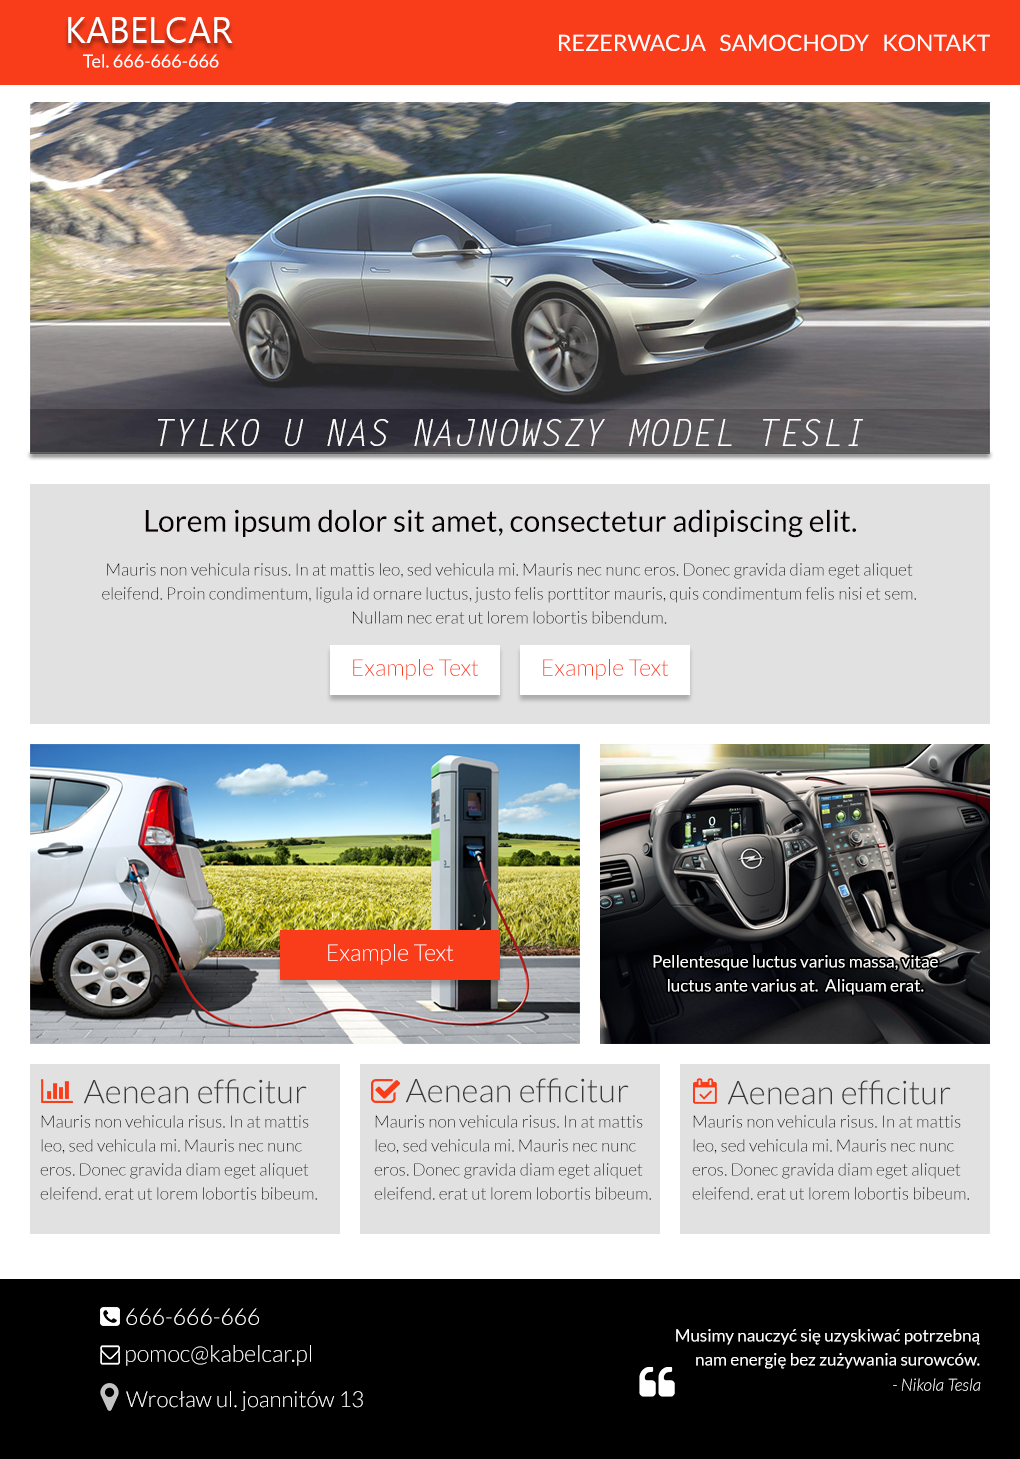 KABELCAR
Tel. 666-666-666
REZERWACJA SAMOCHODY KONTAKT
TYLKO U NAS NAJNOWSZY MODEL TESLI
Lorem ipsum dolor sit amet, consectetur adipiscing elit.
Mauris non vehicula risus. In at mattis leo, sed vehicula mi. Mauris nec nunc eros. Donec gravida diam eget aliquet
eleifend. Proin condimentum, ligula id ornare luctus, justo felis porttitor mauris, quis condimentum felis nisi et sem.
Nullam nec erat ut lorem lobortis bibendum.
Example Text
Example Text
Example Text
Pellentesque luctus varius massa, vitae
luctus ante varius at. Aliquam erat.
Aenean efficitur
Mauris non vehicula risus. In at mattis
leo, sed vehicula mi. Mauris nec nunc
eros. Donec gravida diam eget aliquet
eleifend. erat ut lorem lobortis bibeum.
Aenean efficitur
Mauris non vehicula risus. In at mattis
leo, sed vehicula mi. Mauris nec nunc
eros. Donec gravida diam eget aliquet
eleifend. erat ut lorem lobortis bibeum.
Aenean efficitur
Mauris non vehicula risus. In at mattis
leo, sed vehicula mi. Mauris nec nunc
eros. Donec gravida diam eget aliquet
eleifend. erat ut lorem lobortis bibeum.
666-666-666
pomoc@kabelcar.pl
Wrocław ul. joannitów 13
Musimy nauczyć się uzyskiwać potrzebną
nam energię bez zużywania surowców.
- Nikola Tesla